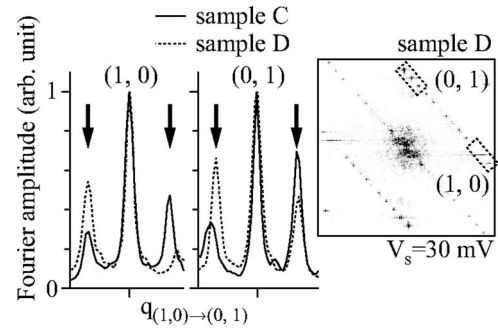 sample C
sample D
sample D
(1, 0)
(0, 1)
(0, 1)
(1, 0)
Fourier amplitude (arb. unit)
1
0
q(1,0)→(0, 1)
Vs=30 mV